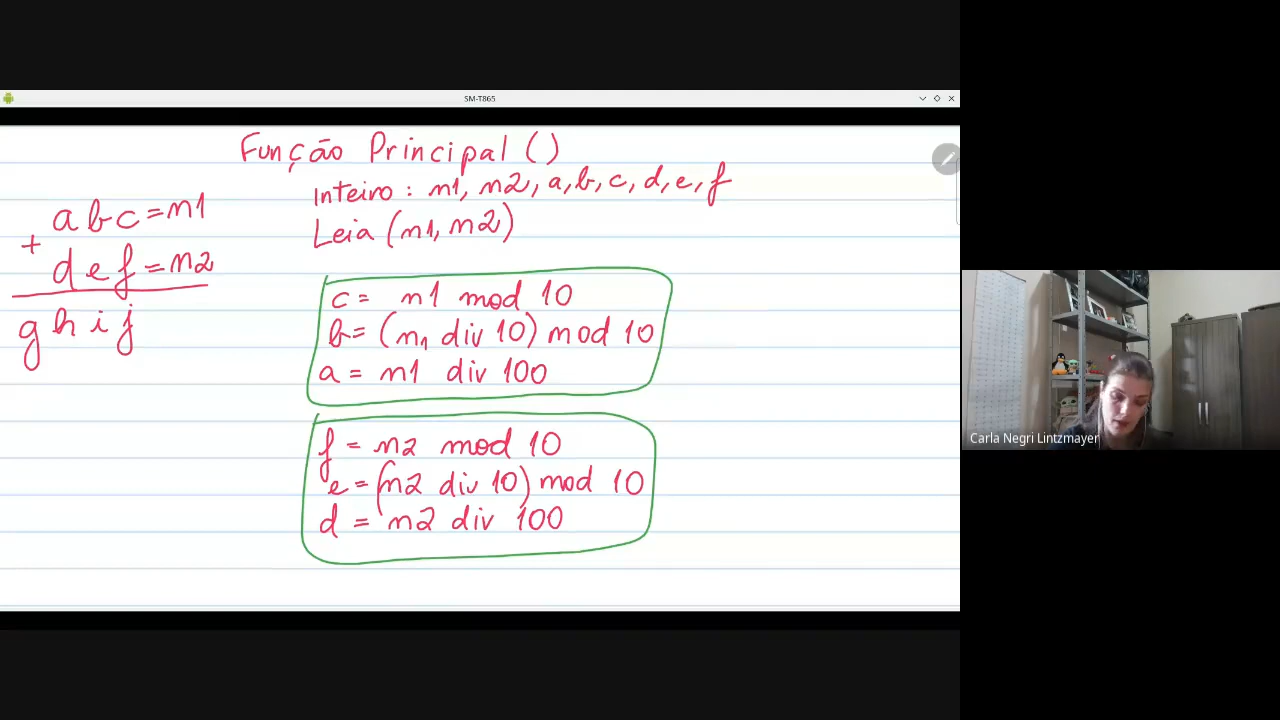 SM-T865
Função Principal ()
Inteiro : n1, n2, a, b, c, d, e, f
Leia (n1, n2)
a b c = n1
+ d e f = n2
g h i j
c = n1 mod 10
b = (n1 div 10) mod 10
a = n1 div 100
f = n2 mod 10
e = (n2 div 10) mod 10
d = n2 div 100
Carla Negri Lintzmayer